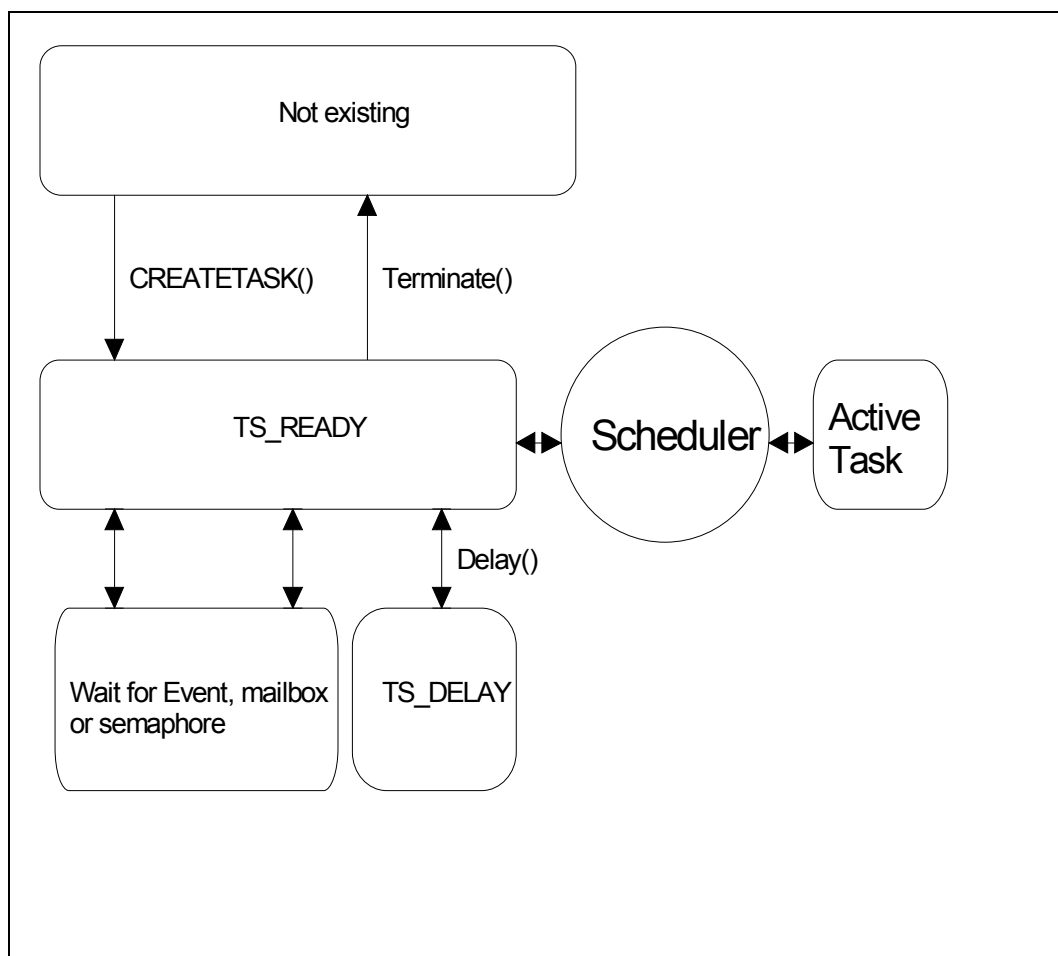 Not existing
CREATETASK()
Terminate()
TS_READY
Scheduler
Active
Task
Delay()
Wait for Event, mailbox
or semaphore
TS_DELAY